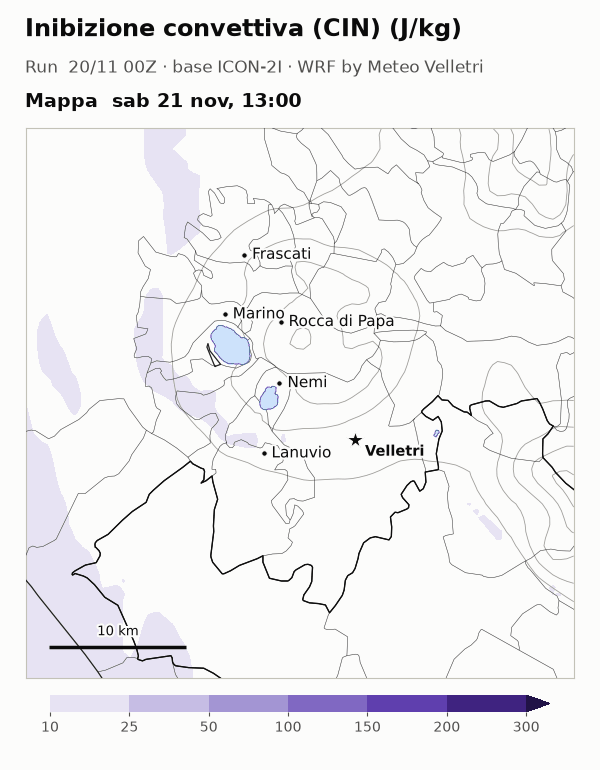 Inibizione convettiva (CIN) (J/kg)
Run  20/11 00Z · base ICON-2I · WRF by Meteo Velletri
Mappa  sab 21 nov, 13:00
Frascati
Marino
Rocca di Papa
Nemi
Velletri
Lanuvio
10 km
10 25 50 100 150 200 300